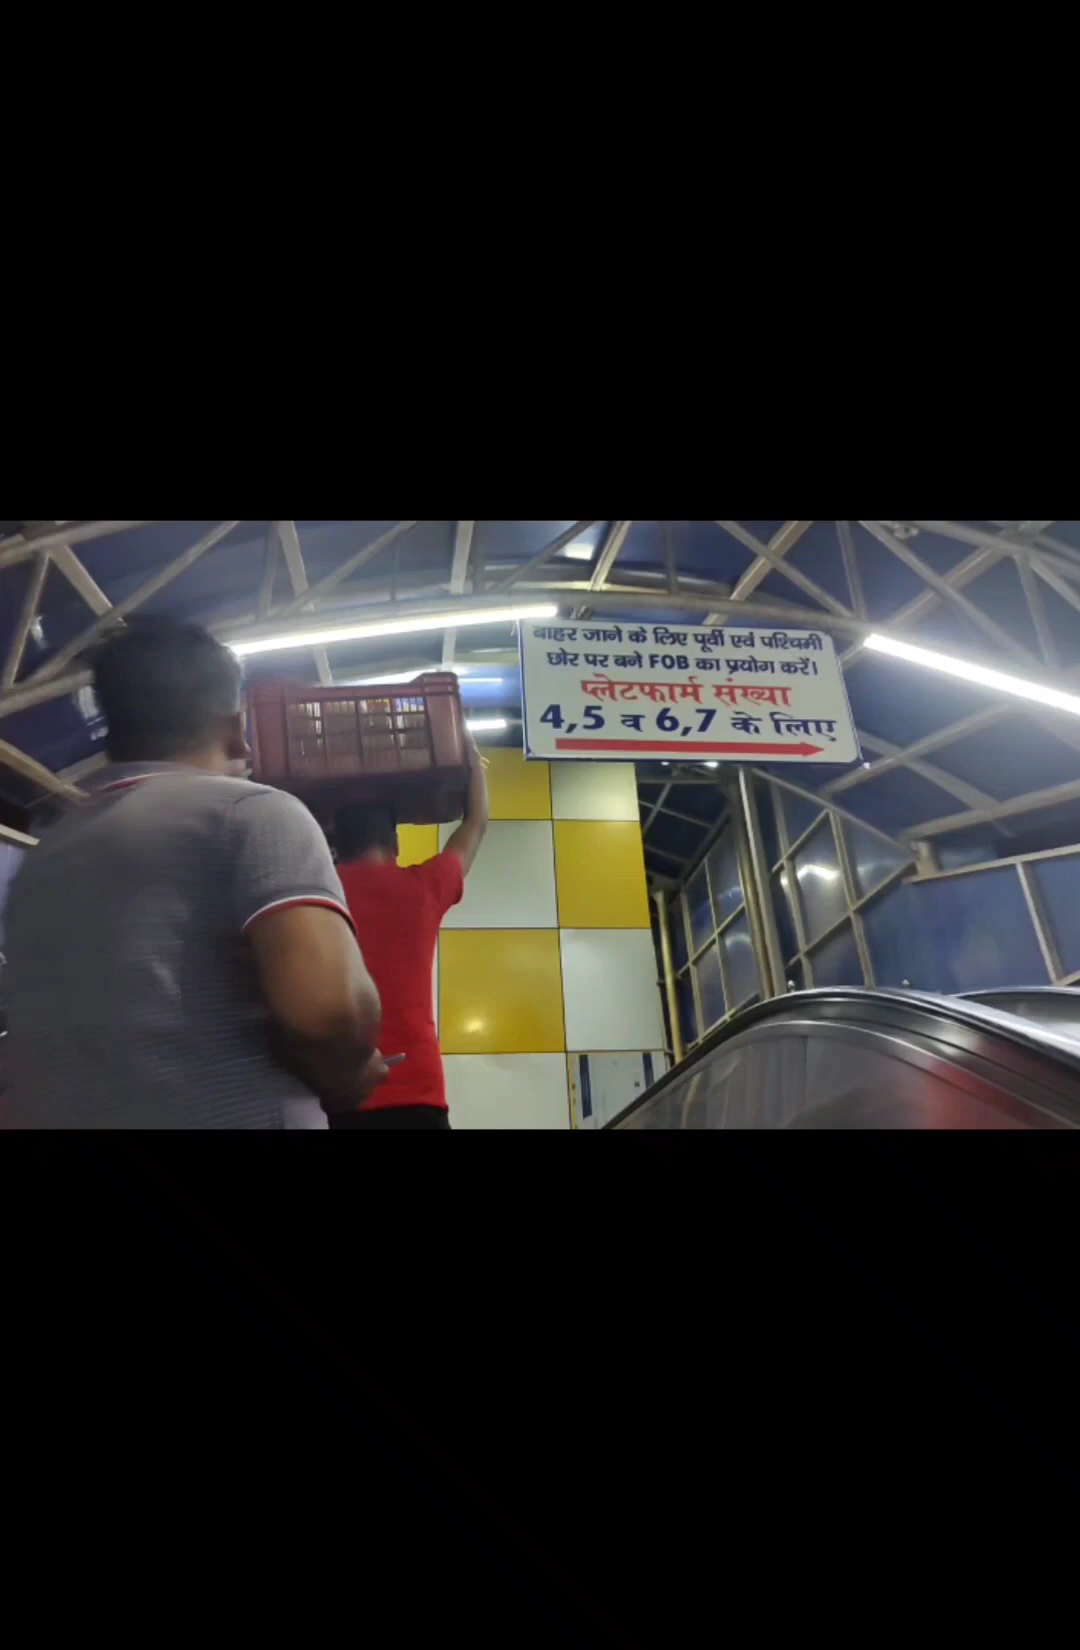 बाहर जाने के लिए पूर्वी एवं पश्चिमी
छोर पर बने FOB का प्रयोग करें।
प्लेटफार्म संख्या
4,5 व 6,7 के लिए